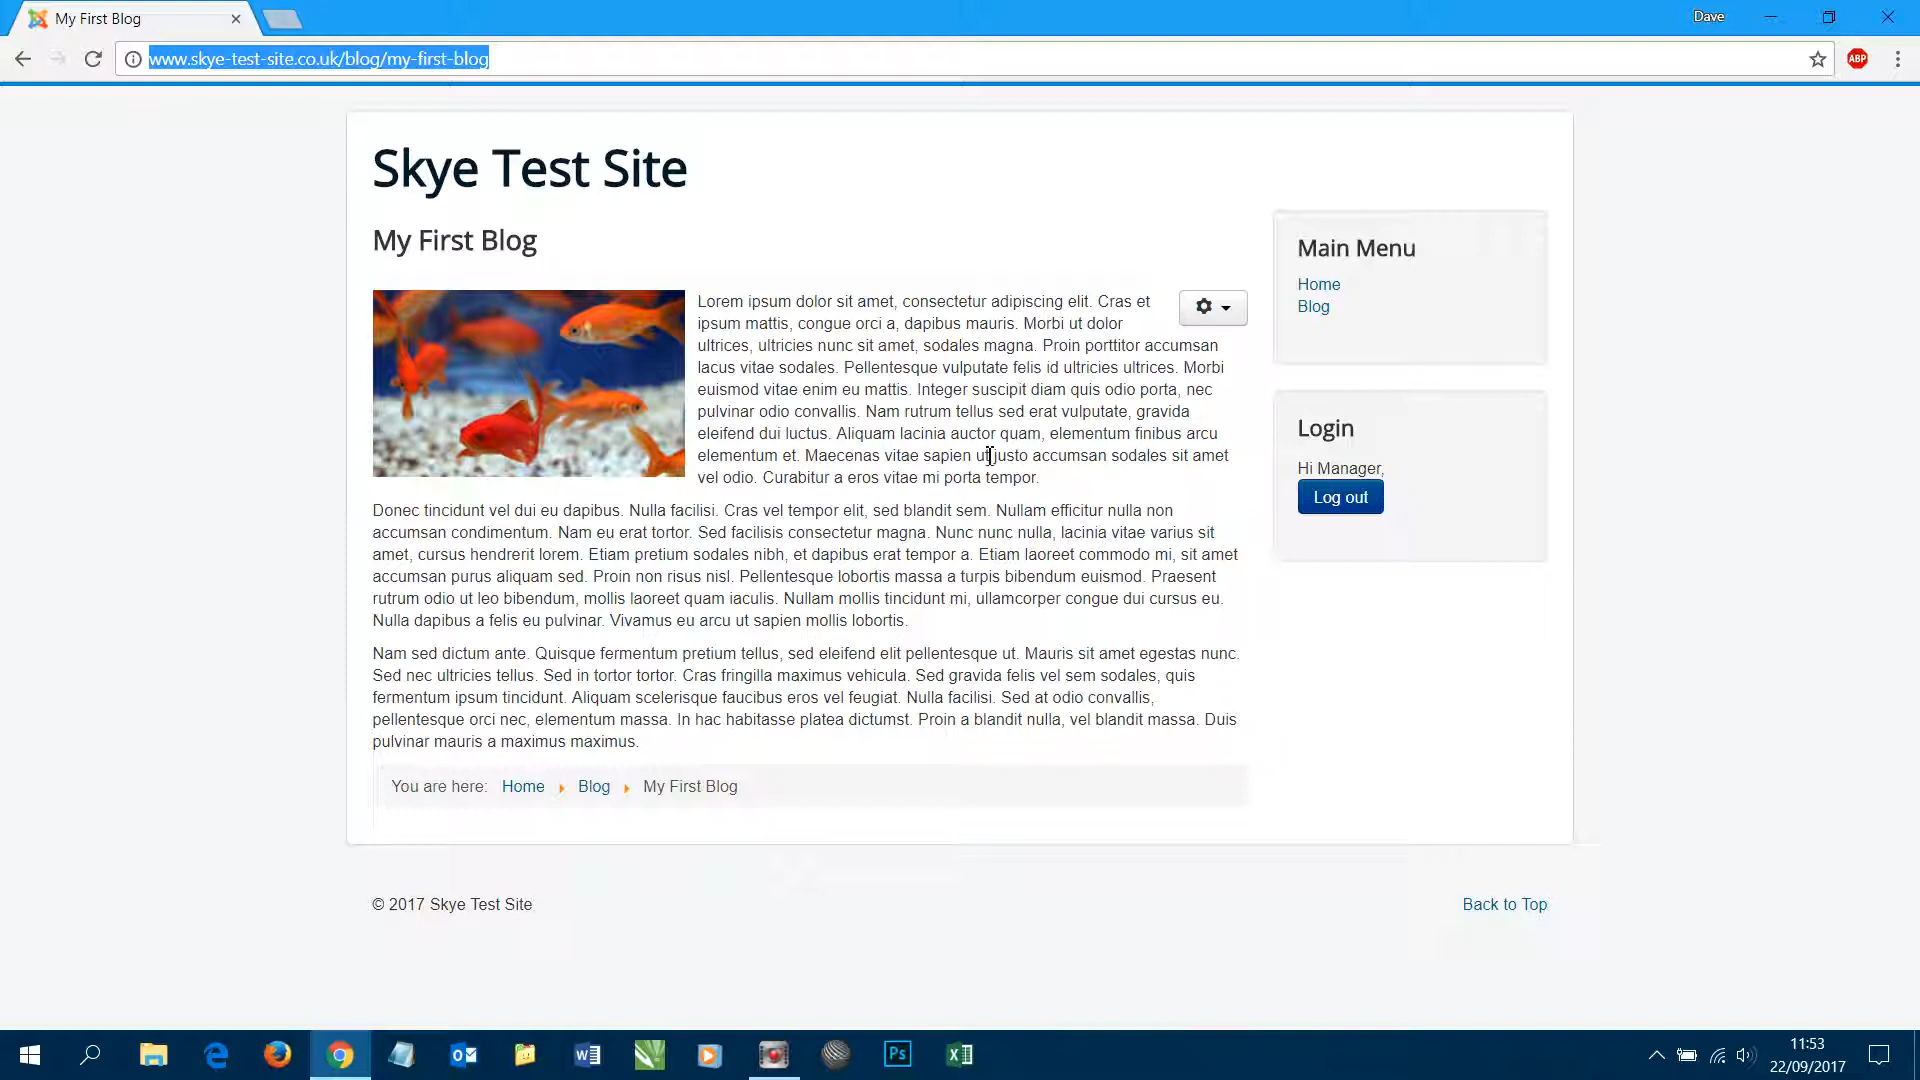 My First Blog
Dave
www.skye-test-site.co.uk/blog/my-first-blog
ABP
Skye Test Site
My First Blog
Lorem ipsum dolor sit amet, consectetur adipiscing elit. Cras et
ipsum mattis, congue orci a, dapibus mauris. Morbi ut dolor
ultrices, ultricies nunc sit amet, sodales magna. Proin porttitor accumsan
lacus vitae sodales. Pellentesque vulputate felis id ultricies ultrices. Morbi
euismod vitae enim eu mattis. Integer suscipit diam quis odio porta, nec
pulvinar odio convallis. Nam rutrum tellus sed erat vulputate, gravida
eleifend dui luctus. Aliquam lacinia auctor quam, elementum finibus arcu
elementum et. Maecenas vitae sapien ut justo accumsan sodales sit amet
vel odio. Curabitur a eros vitae mi porta tempor.
Donec tincidunt vel dui eu dapibus. Nulla facilisi. Cras vel tempor elit, sed blandit sem. Nullam efficitur nulla non
accumsan condimentum. Nam eu erat tortor. Sed facilisis consectetur magna. Nunc nunc nulla, lacinia vitae varius sit
amet, cursus hendrerit lorem. Etiam pretium sodales nibh, et dapibus erat tempor a. Etiam laoreet commodo mi, sit amet
accumsan purus aliquam sed. Proin non risus nisl. Pellentesque lobortis massa a turpis bibendum euismod. Praesent
rutrum odio ut leo bibendum, mollis laoreet quam iaculis. Nullam mollis tincidunt mi, ullamcorper congue dui cursus eu.
Nulla dapibus a felis eu pulvinar. Vivamus eu arcu ut sapien mollis lobortis.
Nam sed dictum ante. Quisque fermentum pretium tellus, sed eleifend elit pellentesque ut. Mauris sit amet egestas nunc.
Sed nec ultricies tellus. Sed in tortor tortor. Cras fringilla maximus vehicula. Sed gravida felis vel sem sodales, quis
fermentum ipsum tincidunt. Aliquam scelerisque faucibus eros vel feugiat. Nulla facilisi. Sed at odio convallis,
pellentesque orci nec, elementum massa. In hac habitasse platea dictumst. Proin a blandit nulla, vel blandit massa. Duis
pulvinar mauris a maximus maximus.
You are here: Home Blog My First Blog
Main Menu
Home
Blog
Login
Hi Manager,
Log out
© 2017 Skye Test Site
Back to Top
Ps
11:53
22/09/2017